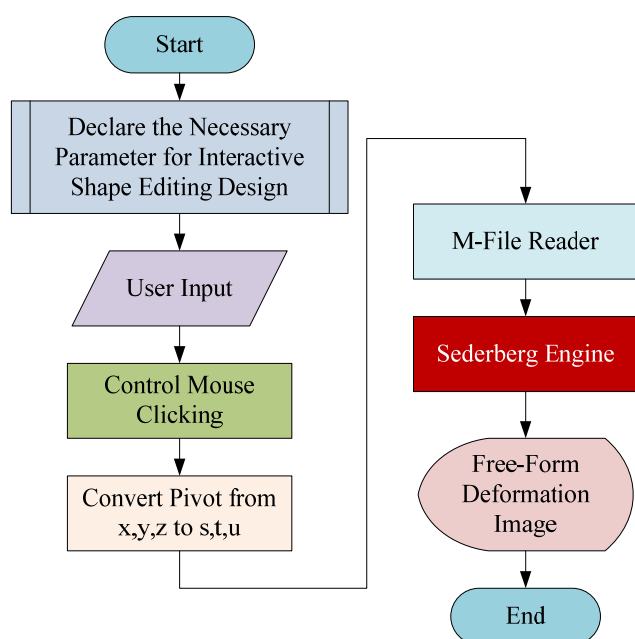 Start
Declare the Necessary
Parameter for Interactive
Shape Editing Design
User Input
Control Mouse
Clicking
Convert Pivot from
x,y,z to s,t,u
M-File Reader
Sederberg Engine
Free-Form
Deformation
Image
End